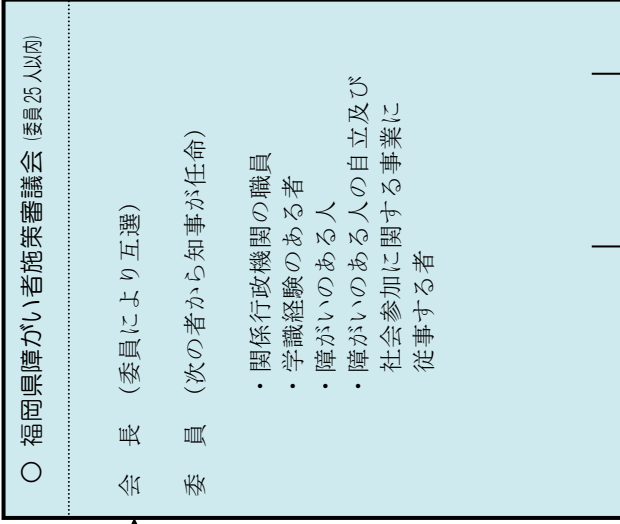 ○ 福岡県障がい者施策審議会 (委員25人以内)
会 長 (委員により互選)
委 員 (次の者から知事が任命)
・関係行政機関の職員
・学識経験のある者
・障がいのある人
・障がいのある人の自立及び
社会参加に関する事業に
従事する者